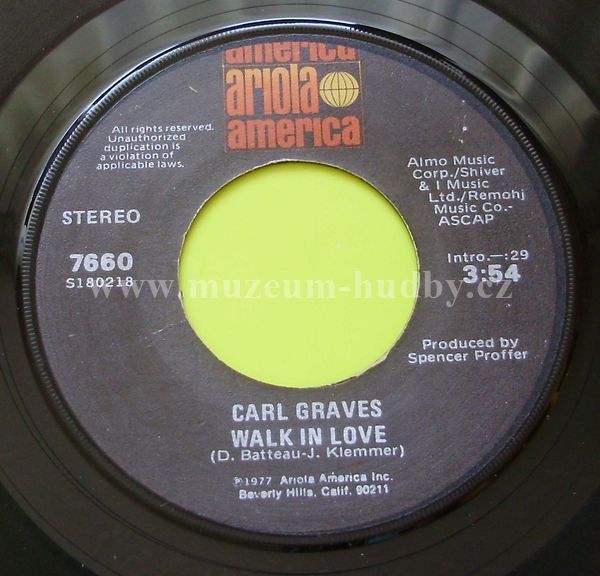 america
ariola
america
All rights reserved.
Unauthorized
duplication is
a violation of
applicable laws.
Almo Music
Corp./Shiver
& I Music
Ltd./Remohj
Music Co.-
ASCAP
STEREO
7660
S180218
Intro.—:29
3:54
www.muzeum-hudby.cz
Produced by
Spencer Proffer
CARL GRAVES
WALK IN LOVE
(D. Batteau-J. Klemmer)
℗1977 Ariola America Inc.
Beverly Hills, Calif. 90211